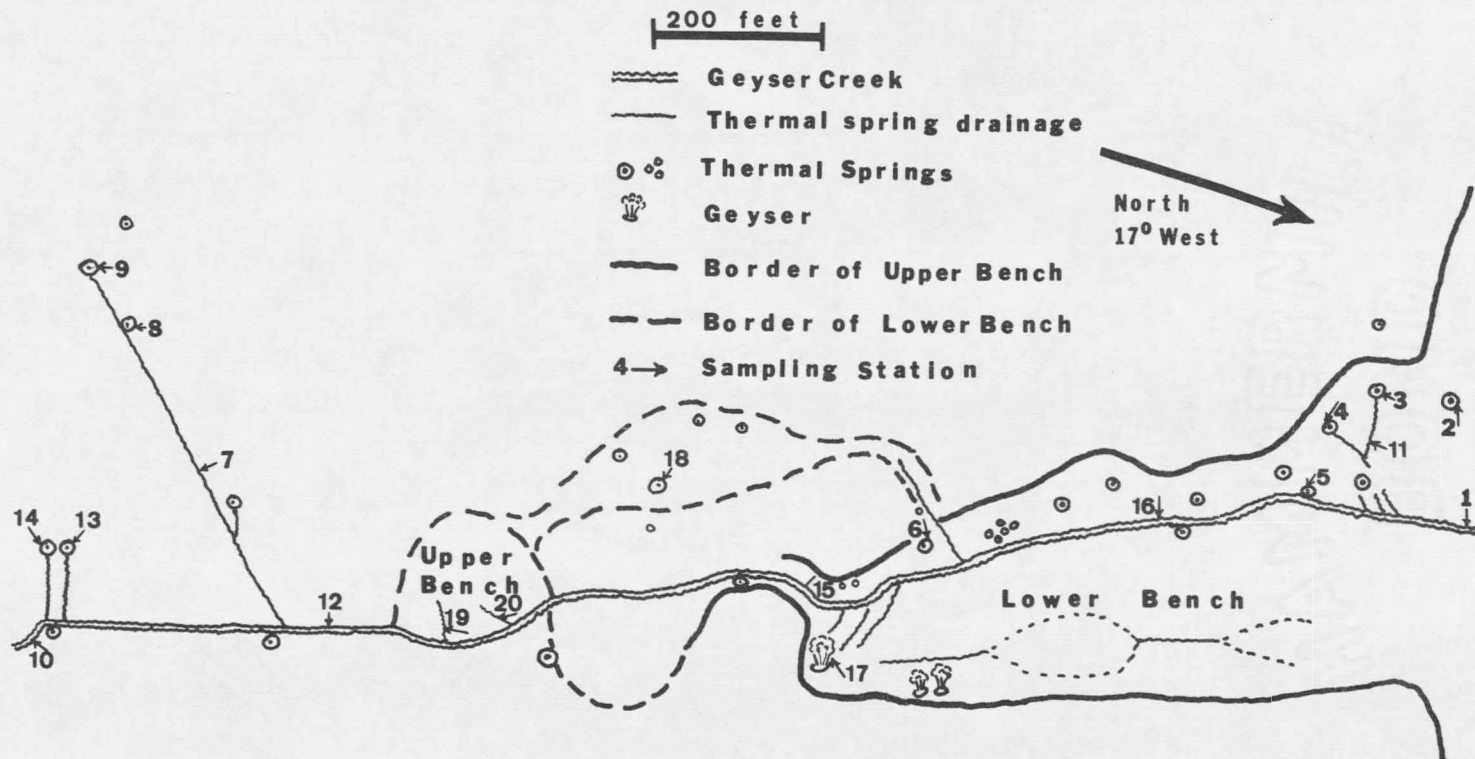 200 feet
Geyser Creek
Thermal spring drainage
Thermal Springs
Geyser
Border of Upper Bench
Border of Lower Bench
4 → Sampling Station
North
17° West
9
8
7
14
13
10
12
Upper
Bench
19
20
18
15
6
17
16
Lower Bench
5
4
3
11
2
1